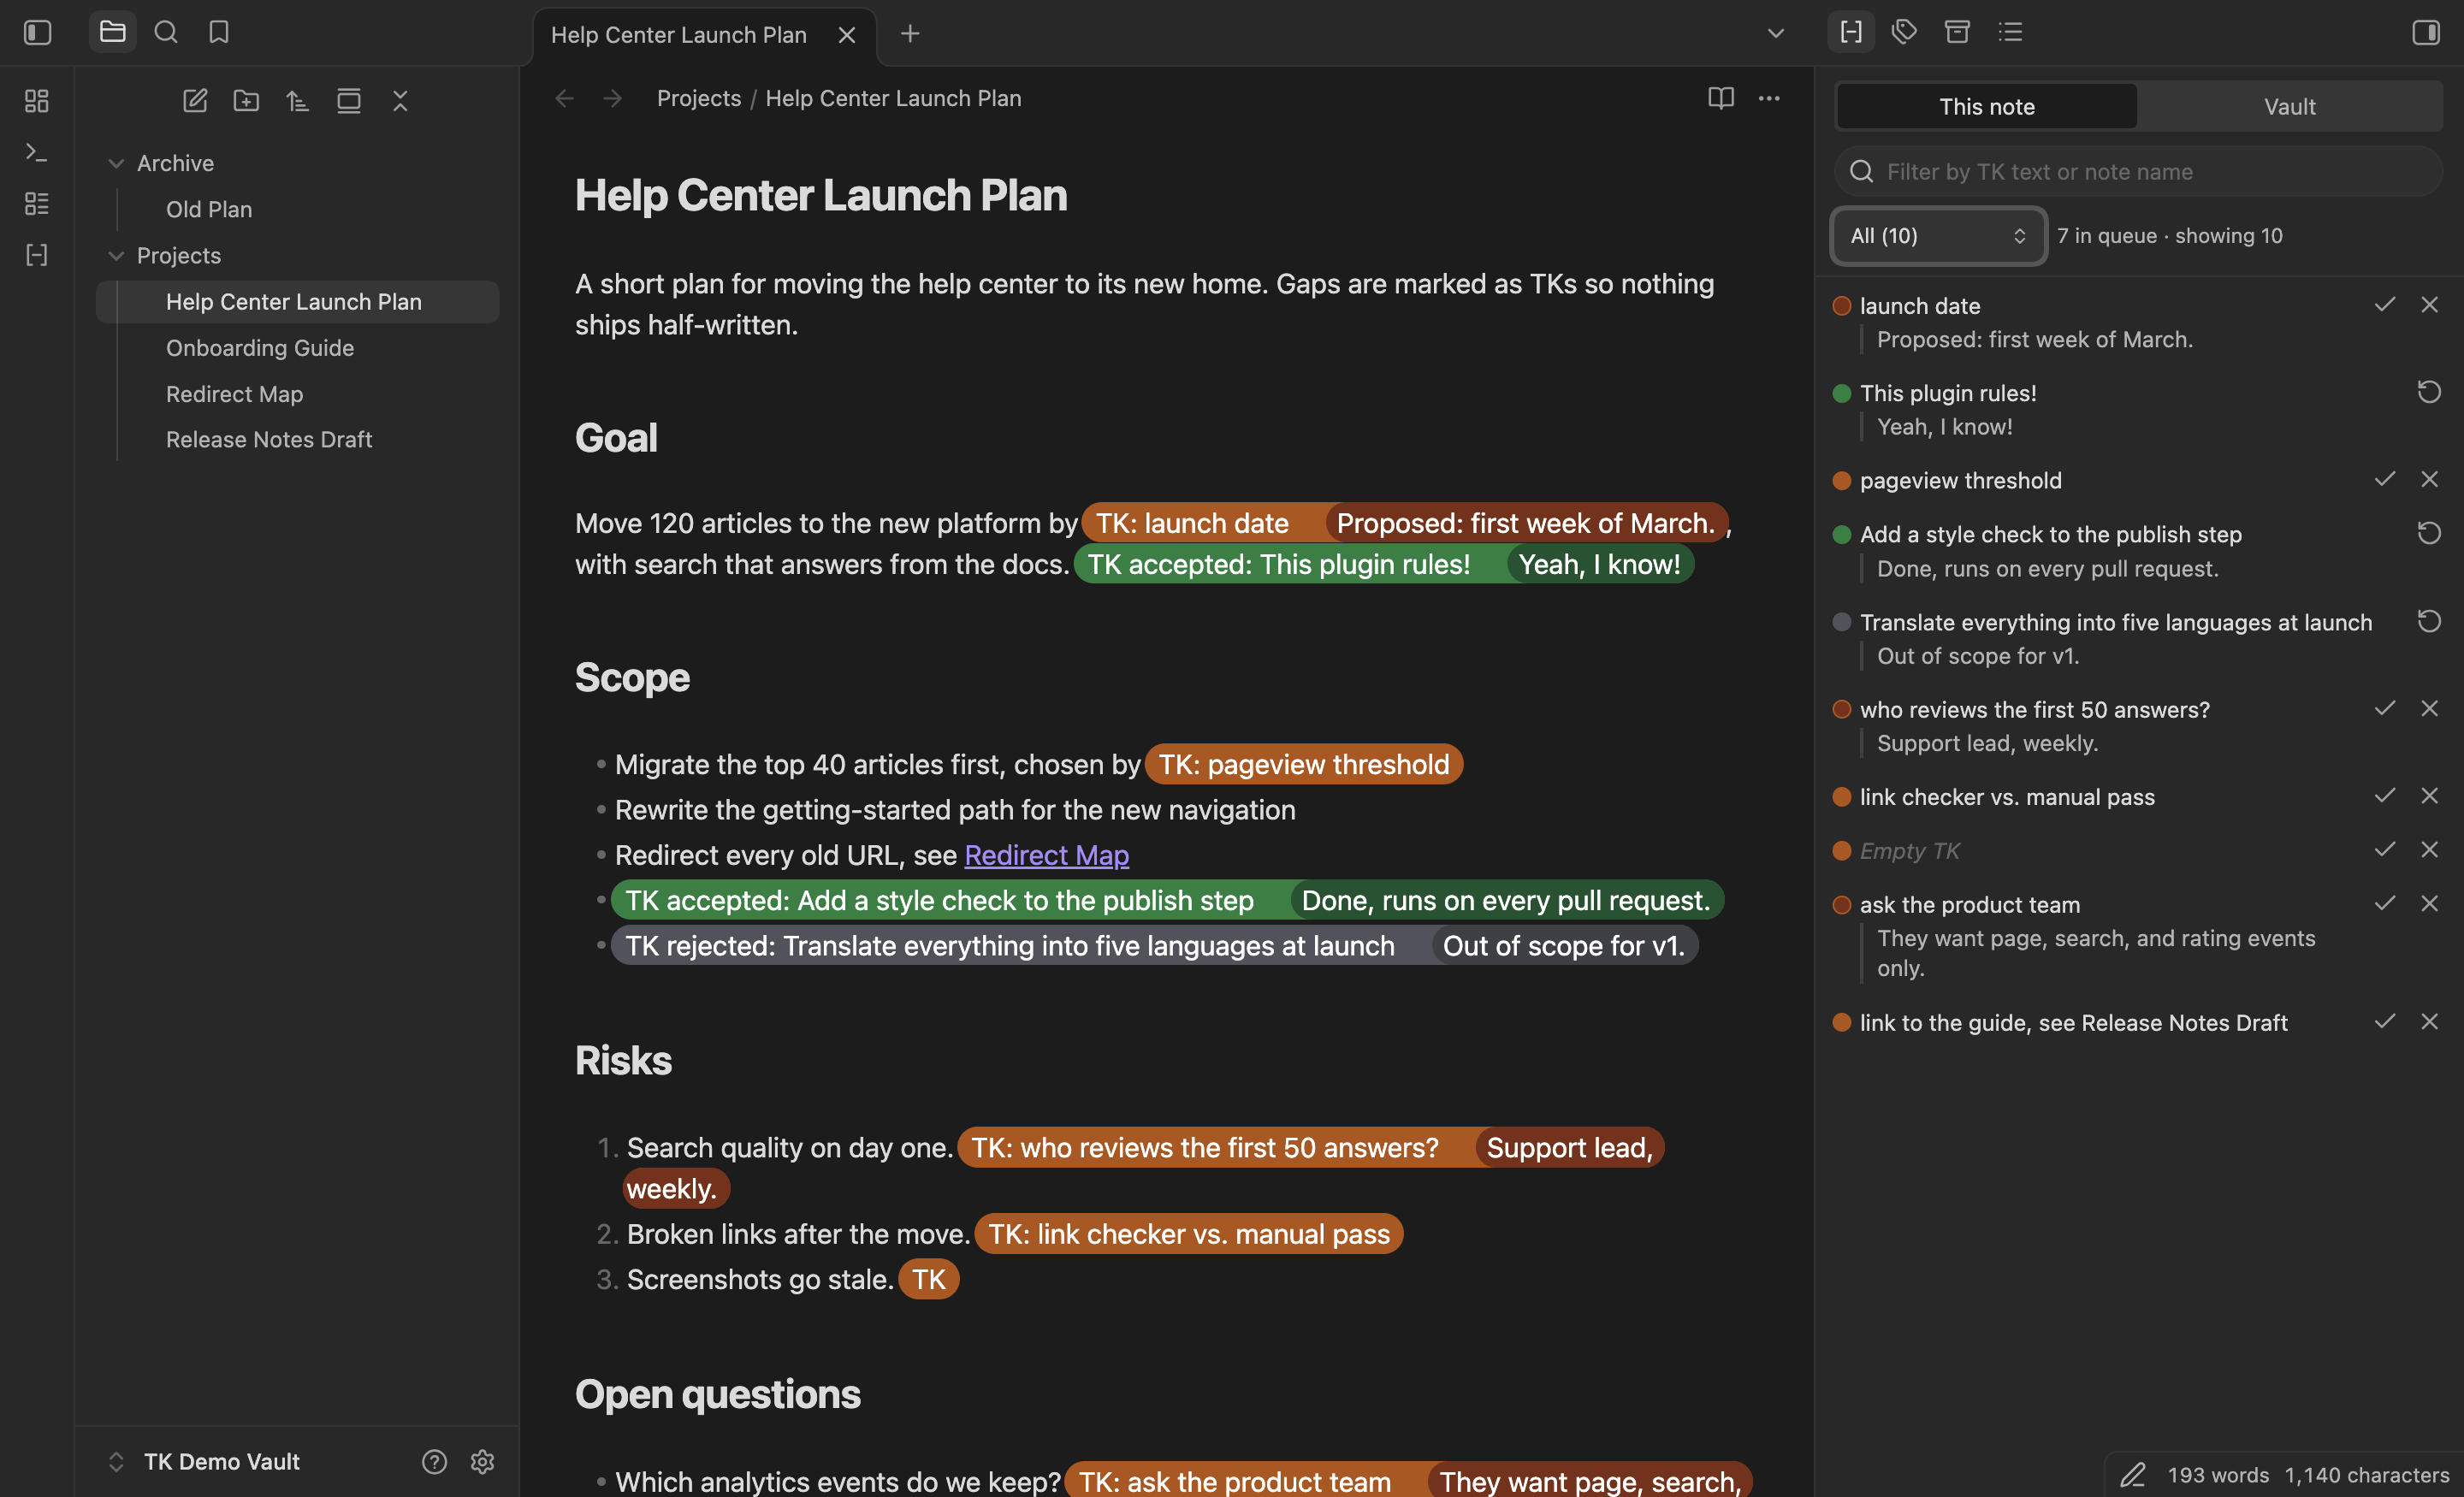 Help Center Launch Plan
Archive
Old Plan
Projects
Help Center Launch Plan
Onboarding Guide
Redirect Map
Release Notes Draft
TK Demo Vault
Projects / Help Center Launch Plan
Help Center Launch Plan
A short plan for moving the help center to its new home. Gaps are marked as TKs so nothing
ships half-written.
Goal
Move 120 articles to the new platform by TK: launch date Proposed: first week of March. ,
with search that answers from the docs. TK accepted: This plugin rules! Yeah, I know!
Scope
• Migrate the top 40 articles first, chosen by TK: pageview threshold
• Rewrite the getting-started path for the new navigation
• Redirect every old URL, see Redirect Map
• TK accepted: Add a style check to the publish step Done, runs on every pull request.
• TK rejected: Translate everything into five languages at launch Out of scope for v1.
Risks
1. Search quality on day one. TK: who reviews the first 50 answers? Support lead,
weekly.
2. Broken links after the move. TK: link checker vs. manual pass
3. Screenshots go stale. TK
Open questions
• Which analytics events do we keep? TK: ask the product team They want page, search,
This note
Vault
Filter by TK text or note name
All (10)
7 in queue · showing 10
launch date
Proposed: first week of March.
This plugin rules!
Yeah, I know!
pageview threshold
Add a style check to the publish step
Done, runs on every pull request.
Translate everything into five languages at launch
Out of scope for v1.
who reviews the first 50 answers?
Support lead, weekly.
link checker vs. manual pass
Empty TK
ask the product team
They want page, search, and rating events
only.
link to the guide, see Release Notes Draft
193 words 1,140 characters